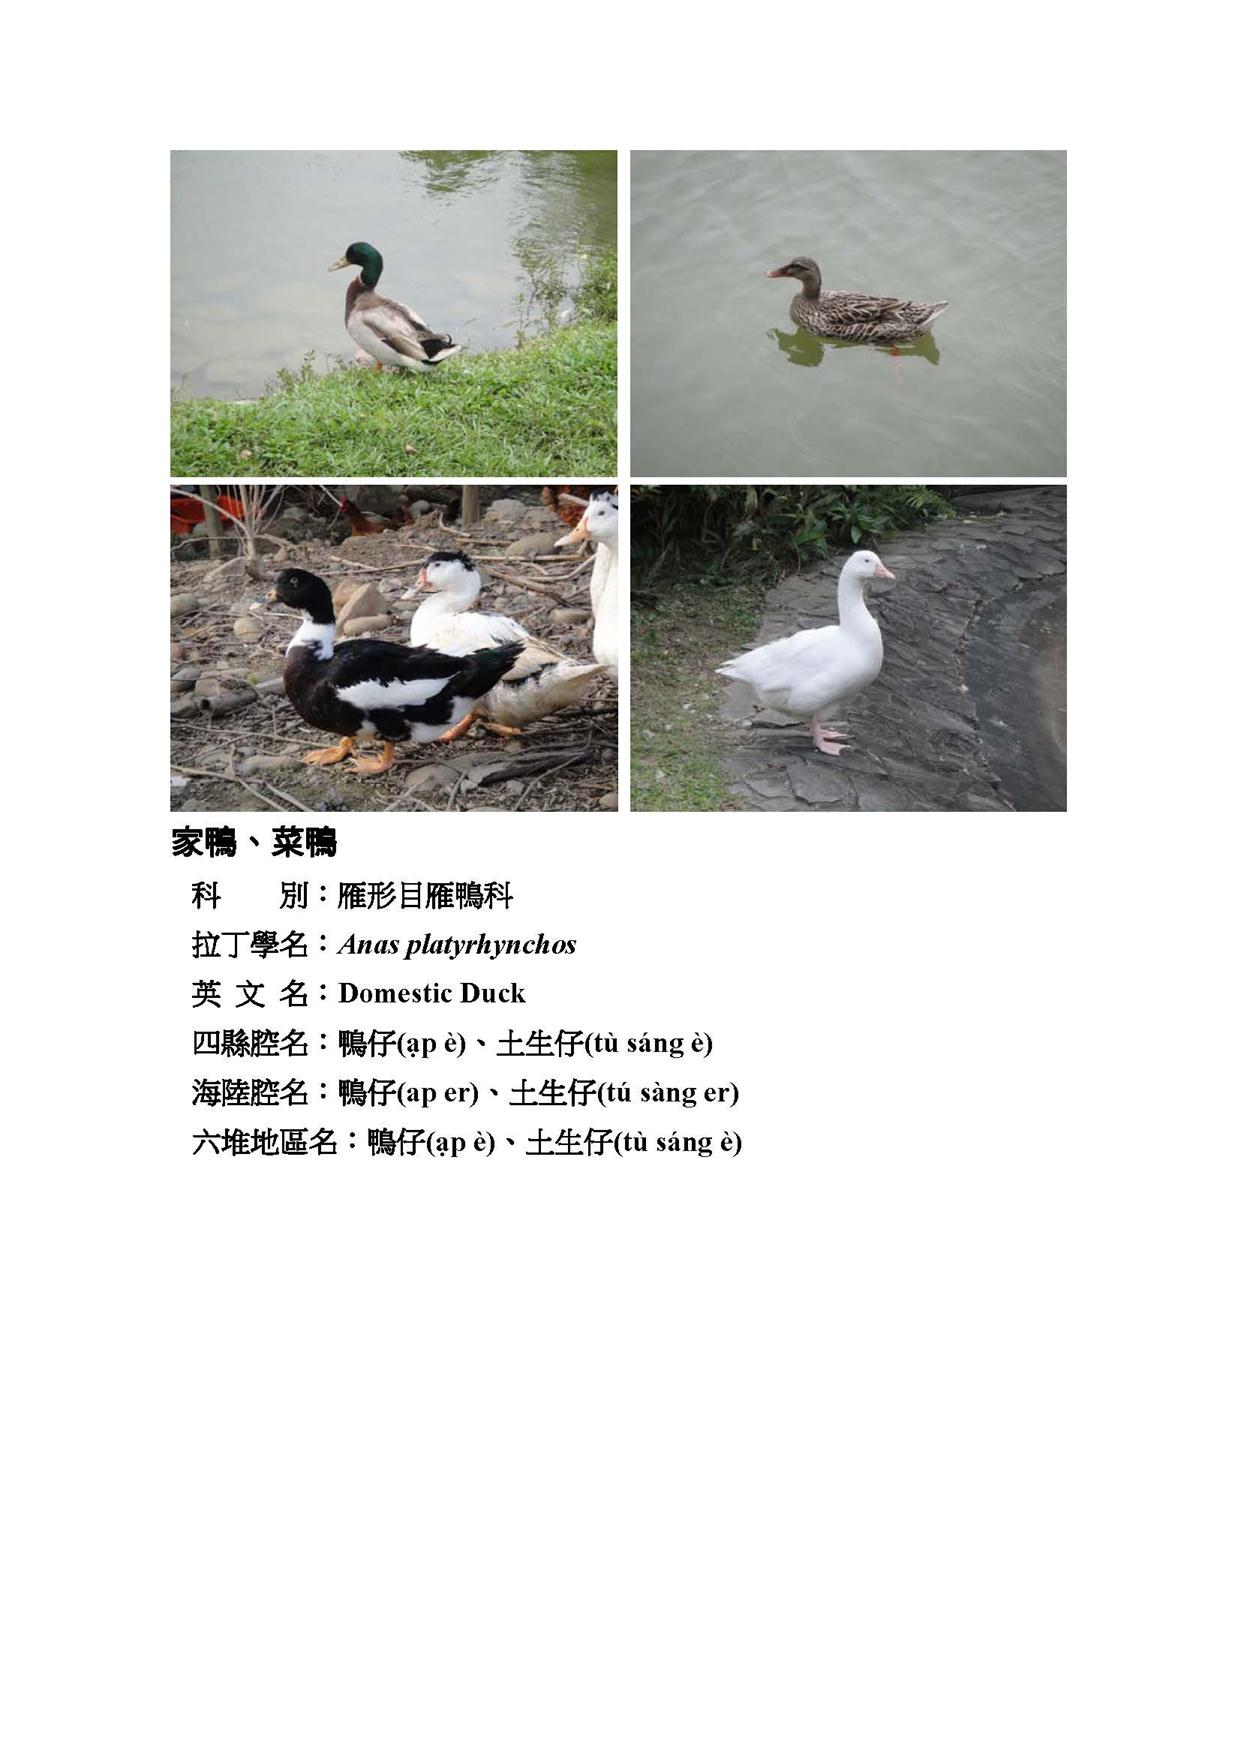 家鴨、菜鴨
科　　別：雁形目雁鴨科
拉丁學名：Anas platyrhynchos
英 文 名：Domestic Duck
四縣腔名：鴨仔(ap̣ è)、土生仔(tù sáng è)
海陸腔名：鴨仔(ap er)、土生仔(tú sàng er)
六堆地區名：鴨仔(ạp è)、土生仔(tù sáng è)